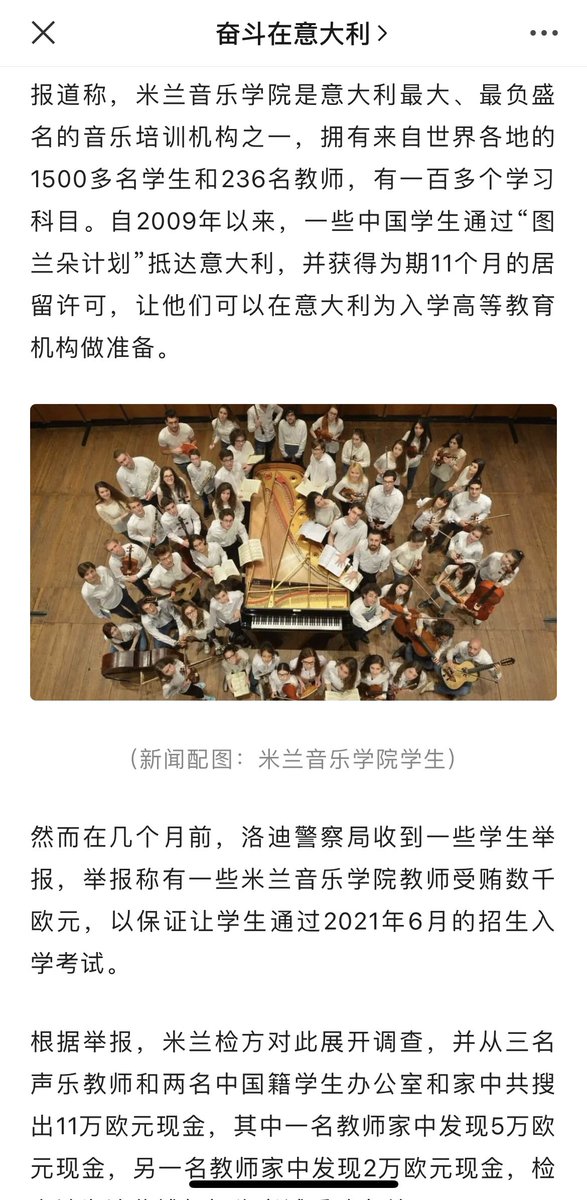 奋斗在意大利
报道称，米兰音乐学院是意大利最大、最负盛
名的音乐培训机构之一，拥有来自世界各地的
1500多名学生和236名教师，有一百多个学习
科目。自2009年以来，一些中国学生通过“图
兰朵计划”抵达意大利，并获得为期11个月的居
留许可，让他们可以在意大利为入学高等教育
机构做准备。
（新闻配图：米兰音乐学院学生）
然而在几个月前，洛迪警察局收到一些学生举
报，举报称有一些米兰音乐学院教师受贿数千
欧元，以保证让学生通过2021年6月的招生入
学考试。
根据举报，米兰检方对此展开调查，并从三名
声乐教师和两名中国籍学生办公室和家中共搜
出11万欧元现金，其中一名教师家中发现5万欧
元现金，另一名教师家中发现2万欧元现金，检